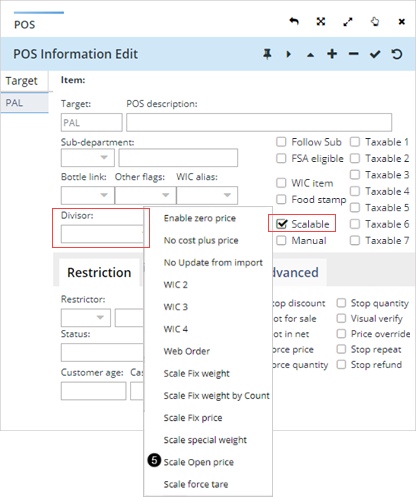 POS
POS Information Edit
Target
PAL
Item:
Target: POS description:
PAL
Sub-department:
Bottle link: Other flags: WIC alias:
Divisor:
Follow Sub Taxable 1
FSA eligible Taxable 2
Taxable 3
WIC item Taxable 4
Food stamp Taxable 5
Scalable Taxable 6
Manual Taxable 7
Enable zero price
No cost plus price
No Update from import
WIC 2
WIC 3
WIC 4
Web Order
Scale Fix weight
Scale Fix weight by Count
Scale Fix price
Scale special weight
5 Scale Open price
Scale force tare
Restriction dvanced
Restrictor:
Status:
Customer age: Cas
top discount Stop quantity
ot for sale Visual verify
ot in net Price override
orce price Stop repeat
orce quantity Stop refund